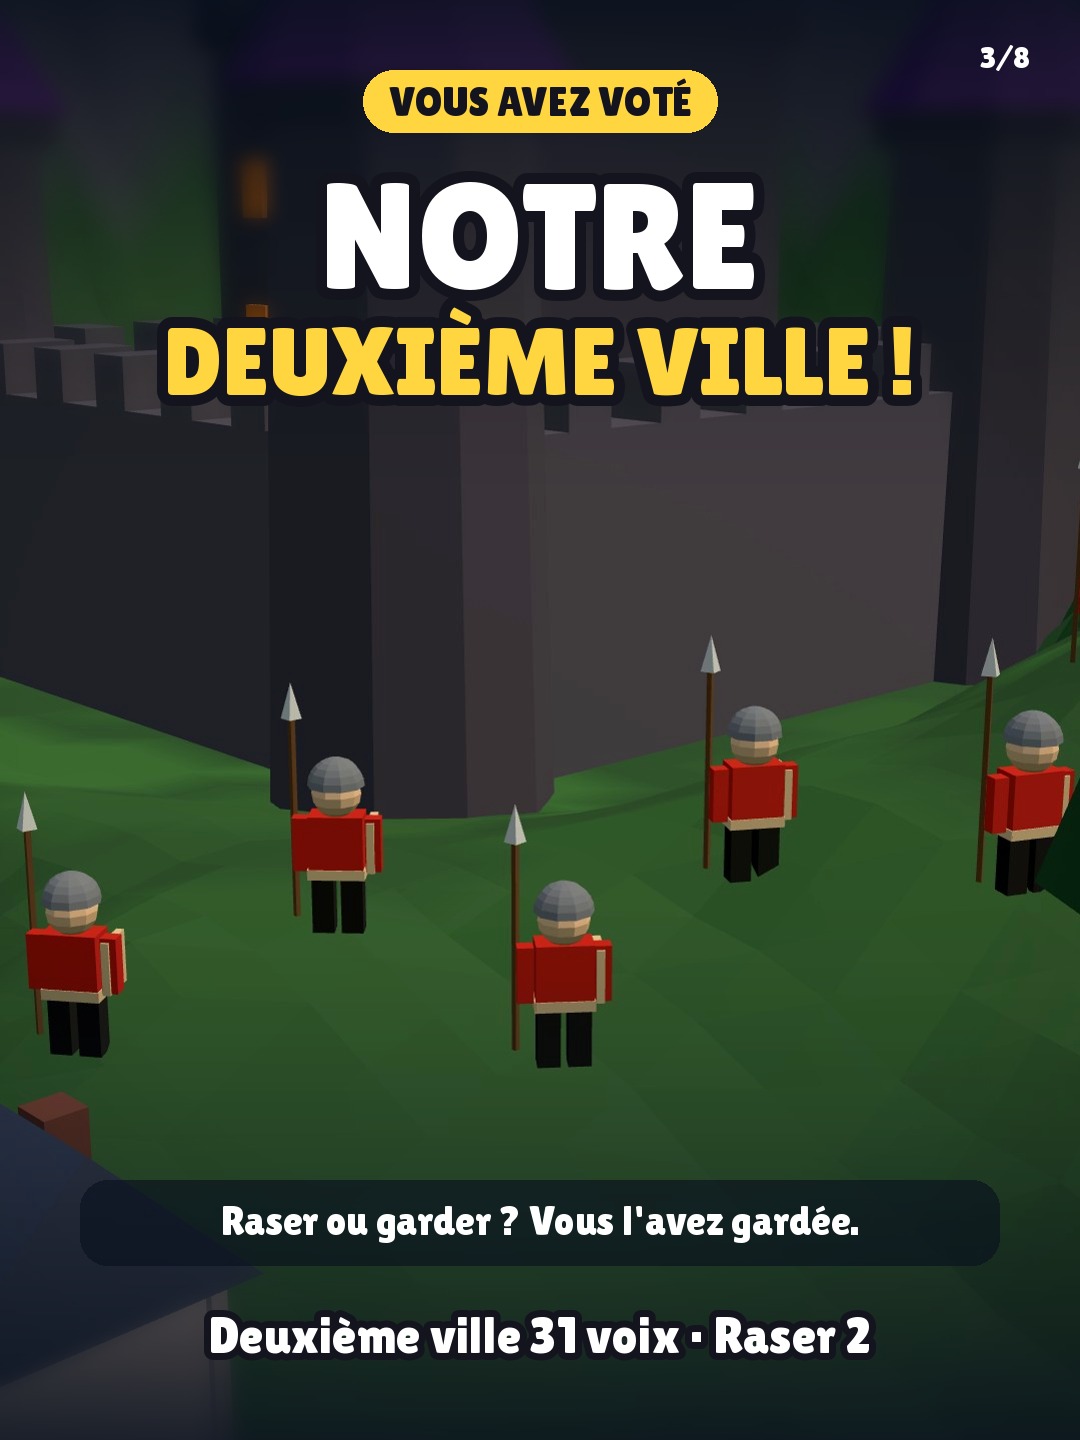 3/8
VOUS AVEZ VOTÉ
NOTRE
DEUXIÈME VILLE !
Raser ou garder ? Vous l'avez gardée.
Deuxième ville 31 voix · Raser 2